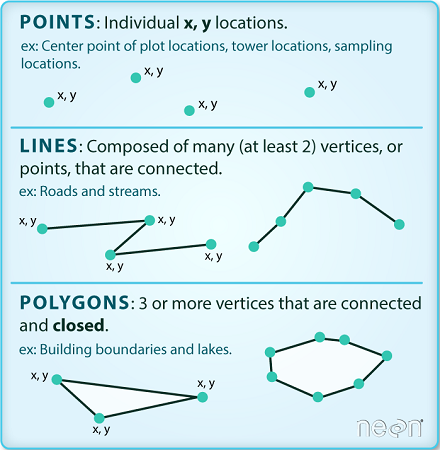 POINTS: Individual x, y locations.
ex: Center point of plot locations, tower locations, sampling
locations.
x, y
x, y
x, y
x, y
LINES: Composed of many (at least 2) vertices, or
points, that are connected.
ex: Roads and streams.
x, y
x, y
x, y
x, y
POLYGONS: 3 or more vertices that are connected
and closed.
ex: Building boundaries and lakes.
x, y
x, y
x, y
neon